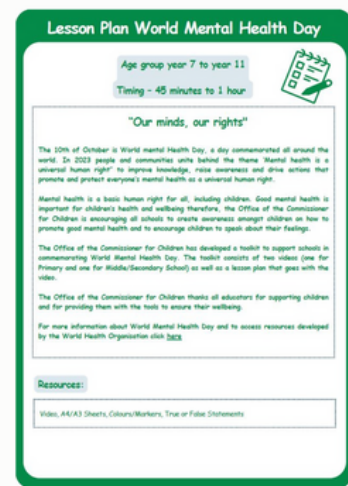 Lesson Plan World Mental Health Day
Age group year 7 to year 11
Timing – 45 minutes to 1 hour
"Our minds, our rights"
The 10th of October is World mental Health Day, a day commemorated all around the
world. In 2023 people and communities unite behind the theme 'Mental health is a
universal human right" to improve knowledge, raise awareness and drive actions that
promote and protect everyone's mental health as a universal human right.
Mental health is a basic human right for all, including children. Good mental health is
important for children's health and wellbeing therefore, the Office of the Commissioner
for Children is encouraging all schools to create awareness amongst children on how to
promote good mental health and to encourage children to speak about their feelings.
The Office of the Commissioner for Children has developed a toolkit to support schools in
commemorating World Mental Health Day. The toolkit consists of two videos (one for
Primary and one for Middle/Secondary School) as well as a lesson plan that goes with the
video.
The Office of the Commissioner for Children thanks all educators for supporting children
and for providing them with the tools to ensure their wellbeing.
For more information about World Mental Health Day and to access resources developed
by the World Health Organisation click here
Resources:
Video, A4/A3 Sheets, Colours/Markers, True or False Statements